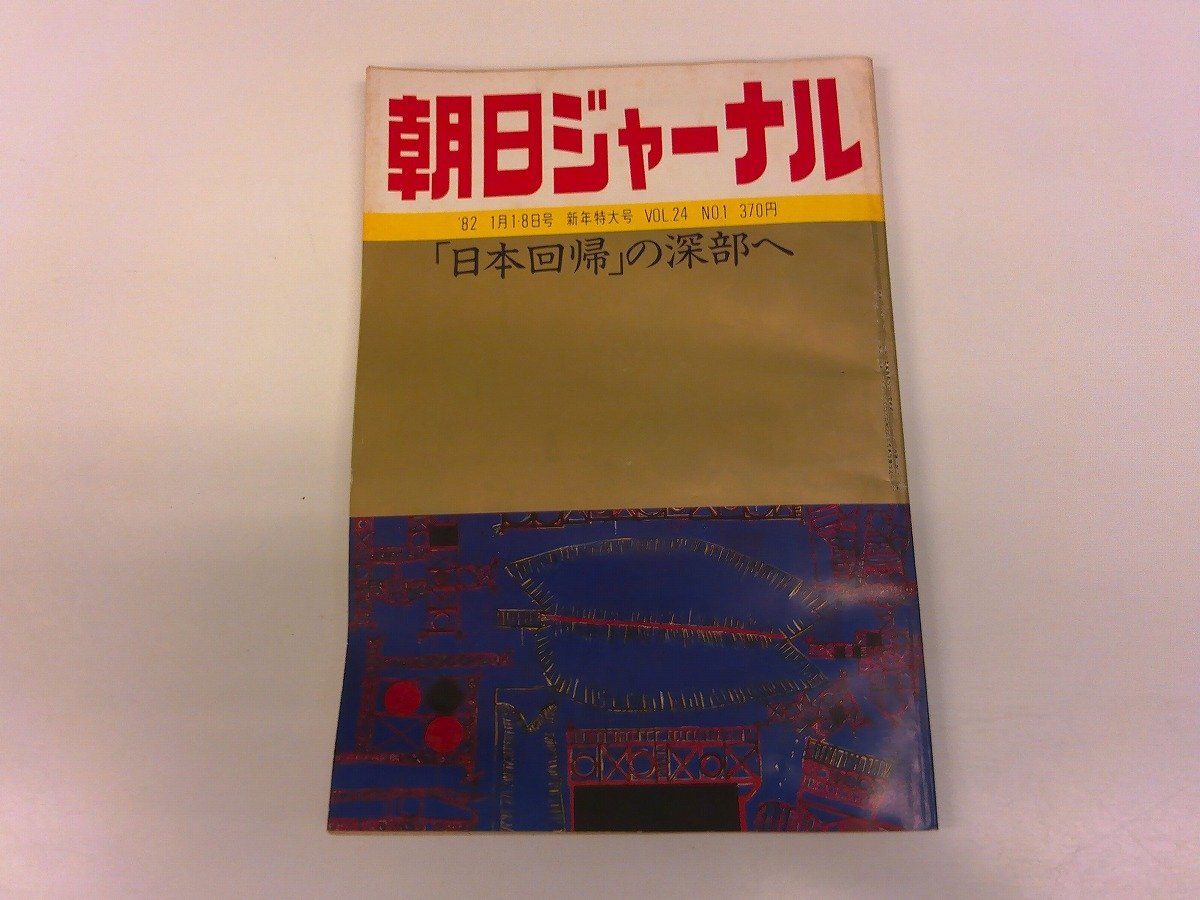 朝日ジャーナル
'82 1月1・8日号 新年特大号 VOL.24 NO.1 370円
「日本回帰」の深部へ